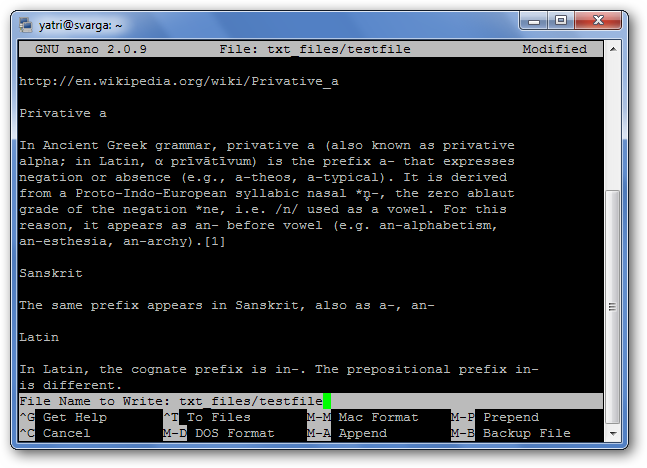 yatri@svarga: ~
GNU nano 2.0.9 File: txt_files/testfile Modified
http://en.wikipedia.org/wiki/Privative_a
Privative a
In Ancient Greek grammar, privative a (also known as privative
alpha; in Latin, α prīvātīvum) is the prefix a- that expresses
negation or absence (e.g., a-theos, a-typical). It is derived
from a Proto-Indo-European syllabic nasal *n̥-, the zero ablaut
grade of the negation *ne, i.e. /n/ used as a vowel. For this
reason, it appears as an- before vowel (e.g. an-alphabetism,
an-esthesia, an-archy).[1]
Sanskrit
The same prefix appears in Sanskrit, also as a-, an-
Latin
In Latin, the cognate prefix is in-. The prepositional prefix in-
is different.
File Name to Write: txt_files/testfile
^G Get Help ^T To Files M-M Mac Format M-P Prepend
^C Cancel M-D DOS Format M-A Append M-B Backup File